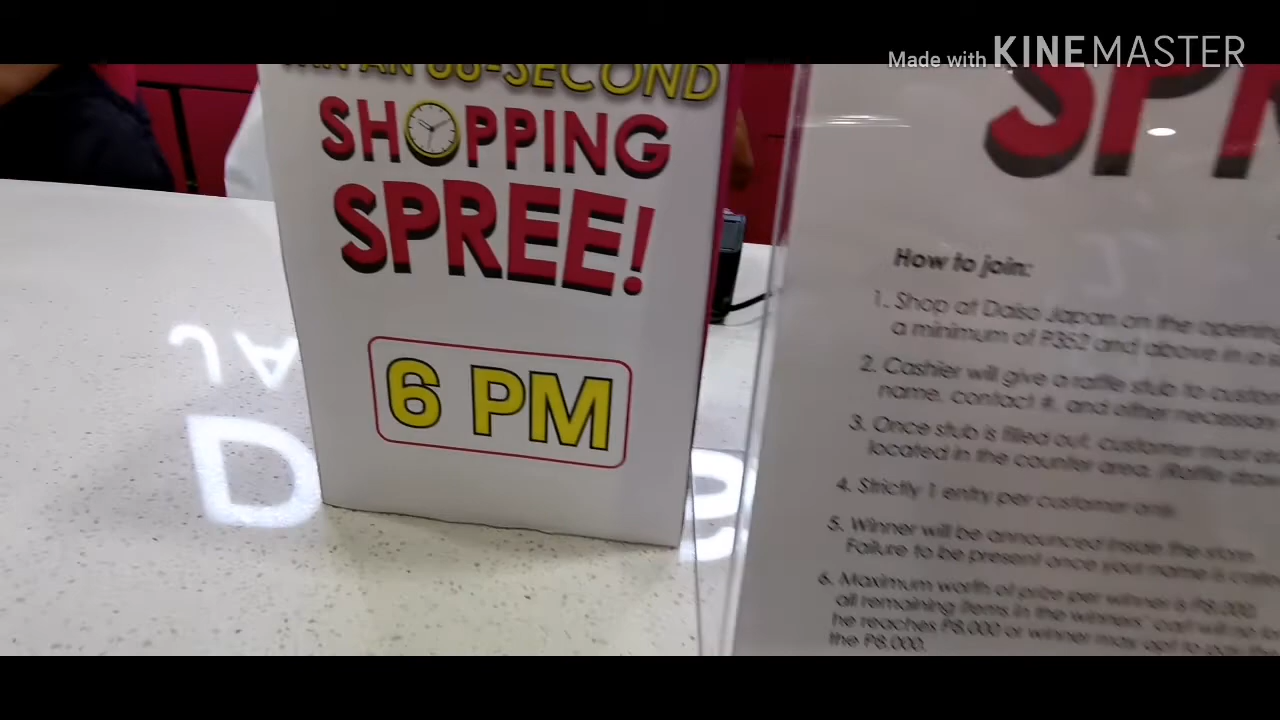 Made with KINEMASTER
AN 88-SECOND
SHOPPING
SPREE!
6 PM
How to join:
1. Shop at Daiso Japan on the opening
a minimum of P352 and above in a
2. Cashier will give a raffle stub to
name, contact #, and other
3. Once stub is filled out, customer must
located in the counter area. (Raffle
4. Strictly 1 entry per customer only.
5. Winner will be announced inside the store.
Failure to be present once your name is
6. Maximum worth of prize per winner is P8,000
all remaining items in the winners' cart will
he reaches P8,000 or winner may opt to pay
the P8,000.